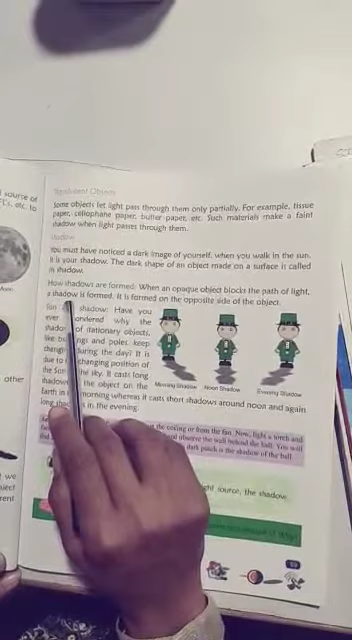 source of
etc. to
Moon
other
we
Translucent Objects
Some objects let light pass through them only partially. For example, tissue
paper, cellophane paper, butter paper, etc. Such materials make a faint
shadow when light passes through them.
Shadow
You must have noticed a dark image of yourself, when you walk in the sun.
It is your shadow. The dark shape of an object made on a surface is called
a shadow.
How shadows are formed: When an opaque object blocks the path of light,
a shadow is formed. It is formed on the opposite side of the object.
Sun shadow: Have you
ever wondered why the
of stationary objects,
like and poles, keep
during the day? It is
due to changing position of
the Sun the sky. It casts long
the object on the
Earth in morning whereas it casts short shadows around noon and again
long in the evening.
Morning Shadow
Noon Shadow
Evening Shadow
the ceiling or from the fan. Now, light a torch and
and observe the wall behind the ball. You will
dark patch is the shadow of the ball.
light source, the shadow